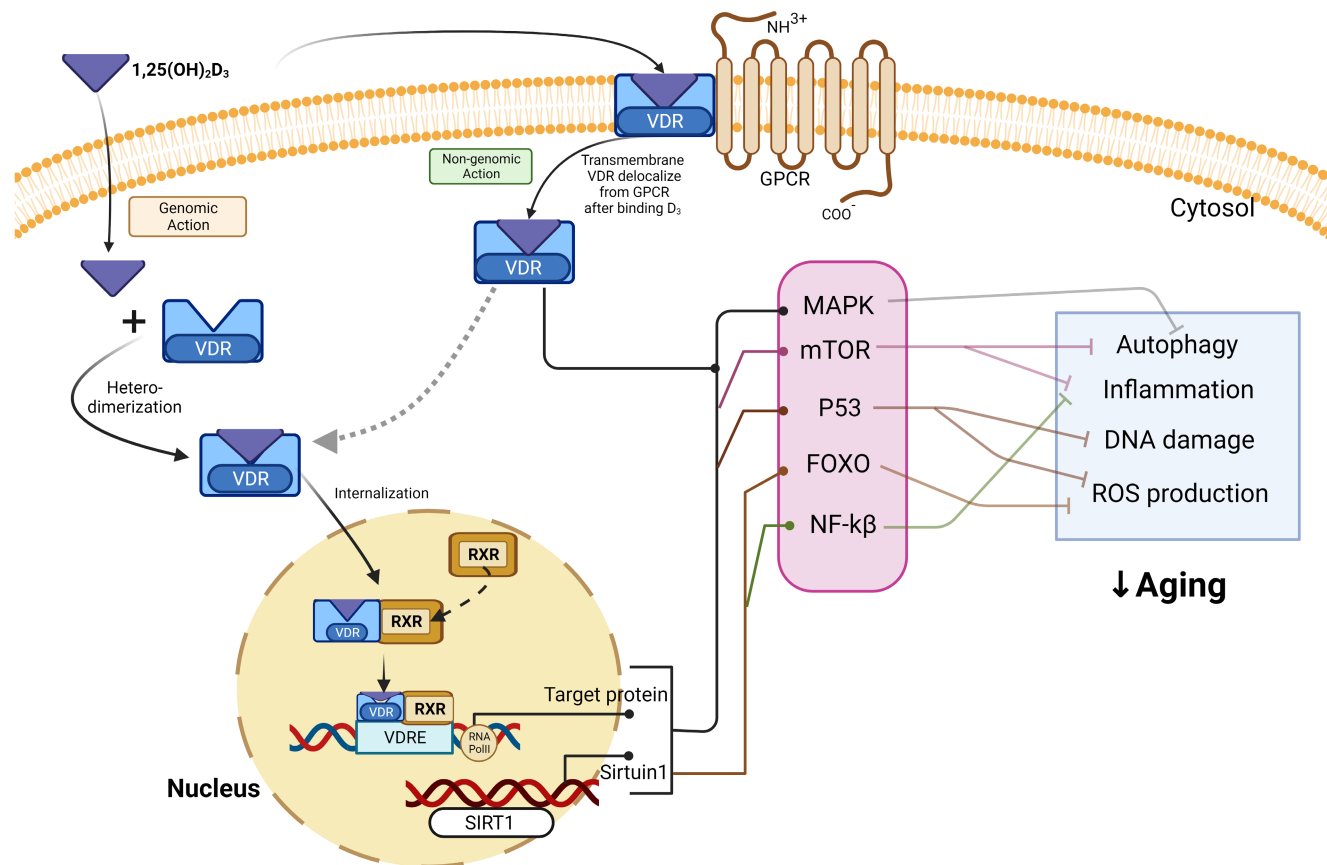 1,25(OH)₂D₃
NH³⁺
VDR
GPCR
COO⁻
Cytosol
Non-genomic
Action
Transmembrane
VDR delocalize
from GPCR
after binding D₃
Genomic
Action
VDR
+
VDR
Hetero-
dimerization
VDR
Internalization
MAPK
mTOR
P53
FOXO
NF-kβ
Autophagy
Inflammation
DNA damage
ROS production
↓Aging
RXR
VDR
RXR
VDR
RXR
VDRE
RNA
PolII
Target protein
Sirtuin1
SIRT1
Nucleus